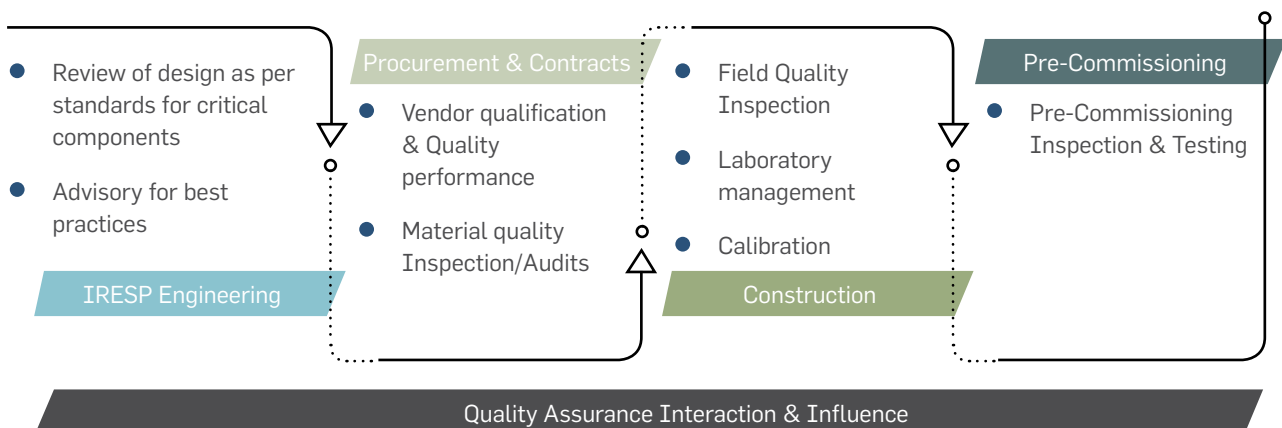 Review of design as per
standards for critical
components
Advisory for best
practices
IRESP Engineering
Procurement & Contracts
Vendor qualification
& Quality
performance
Material quality
Inspection/Audits
Field Quality
Inspection
Laboratory
management
Calibration
Construction
Pre-Commissioning
Pre-Commissioning
Inspection & Testing
Quality Assurance Interaction & Influence